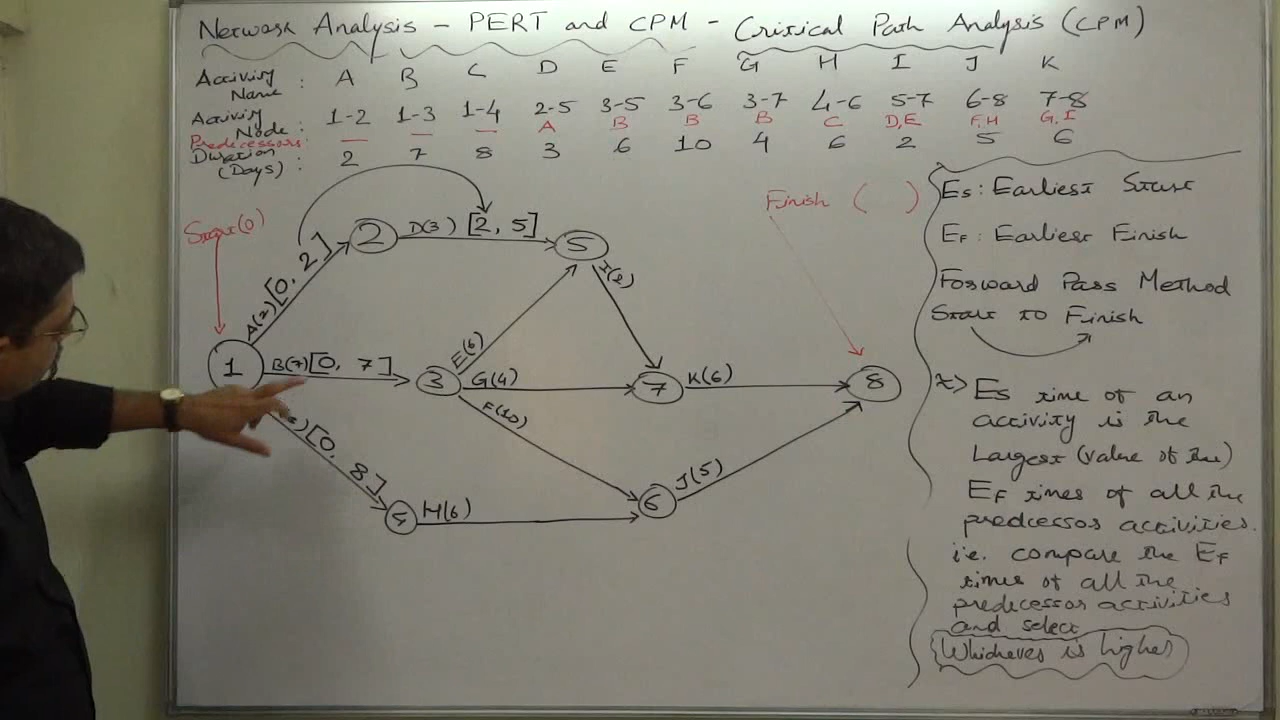 Network Analysis - PERT and CPM - Critical Path Analysis (CPM)
Activity Name : A B C D E F G H I J K
Activity Node : 1-2 1-3 1-4 2-5 3-5 3-6 3-7 4-6 5-7 6-8 7-8
Predecessors : — — — A B B B C D,E F,H G,I
Duration (Days) : 2 7 8 3 6 10 4 6 2 5 6
Start(0)
Finish ( )
A(2)[0, 2]
2
D(3) [2, 5]
5
I(2)
1
B(7)[0, 7]
3
E(6)
G(4)
F(10)
7
K(6)
8
[0, 8]
4
H(6)
6
J(5)
Es : Earliest Start
EF : Earliest Finish
Forward Pass Method
Start to Finish
Es time of an
activity is the
Largest (value of the)
EF times of all the
predcessor activities.
i.e. compare the EF
times of all the
predecessor activities
and select
Whichever is higher